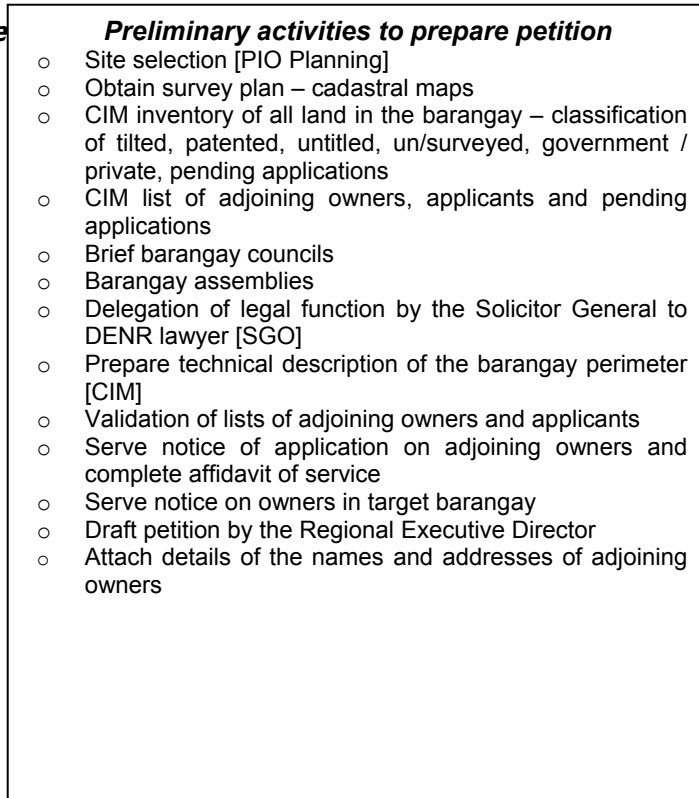 e
Preliminary activities to prepare petition
o Site selection [PIO Planning]
o Obtain survey plan – cadastral maps
o CIM inventory of all land in the barangay – classification
of tilted, patented, untitled, un/surveyed, government /
private, pending applications
o CIM list of adjoining owners, applicants and pending
applications
o Brief barangay councils
o Barangay assemblies
o Delegation of legal function by the Solicitor General to
DENR lawyer [SGO]
o Prepare technical description of the barangay perimeter
[CIM]
o Validation of lists of adjoining owners and applicants
o Serve notice of application on adjoining owners and
complete affidavit of service
o Serve notice on owners in target barangay
o Draft petition by the Regional Executive Director
o Attach details of the names and addresses of adjoining
owners